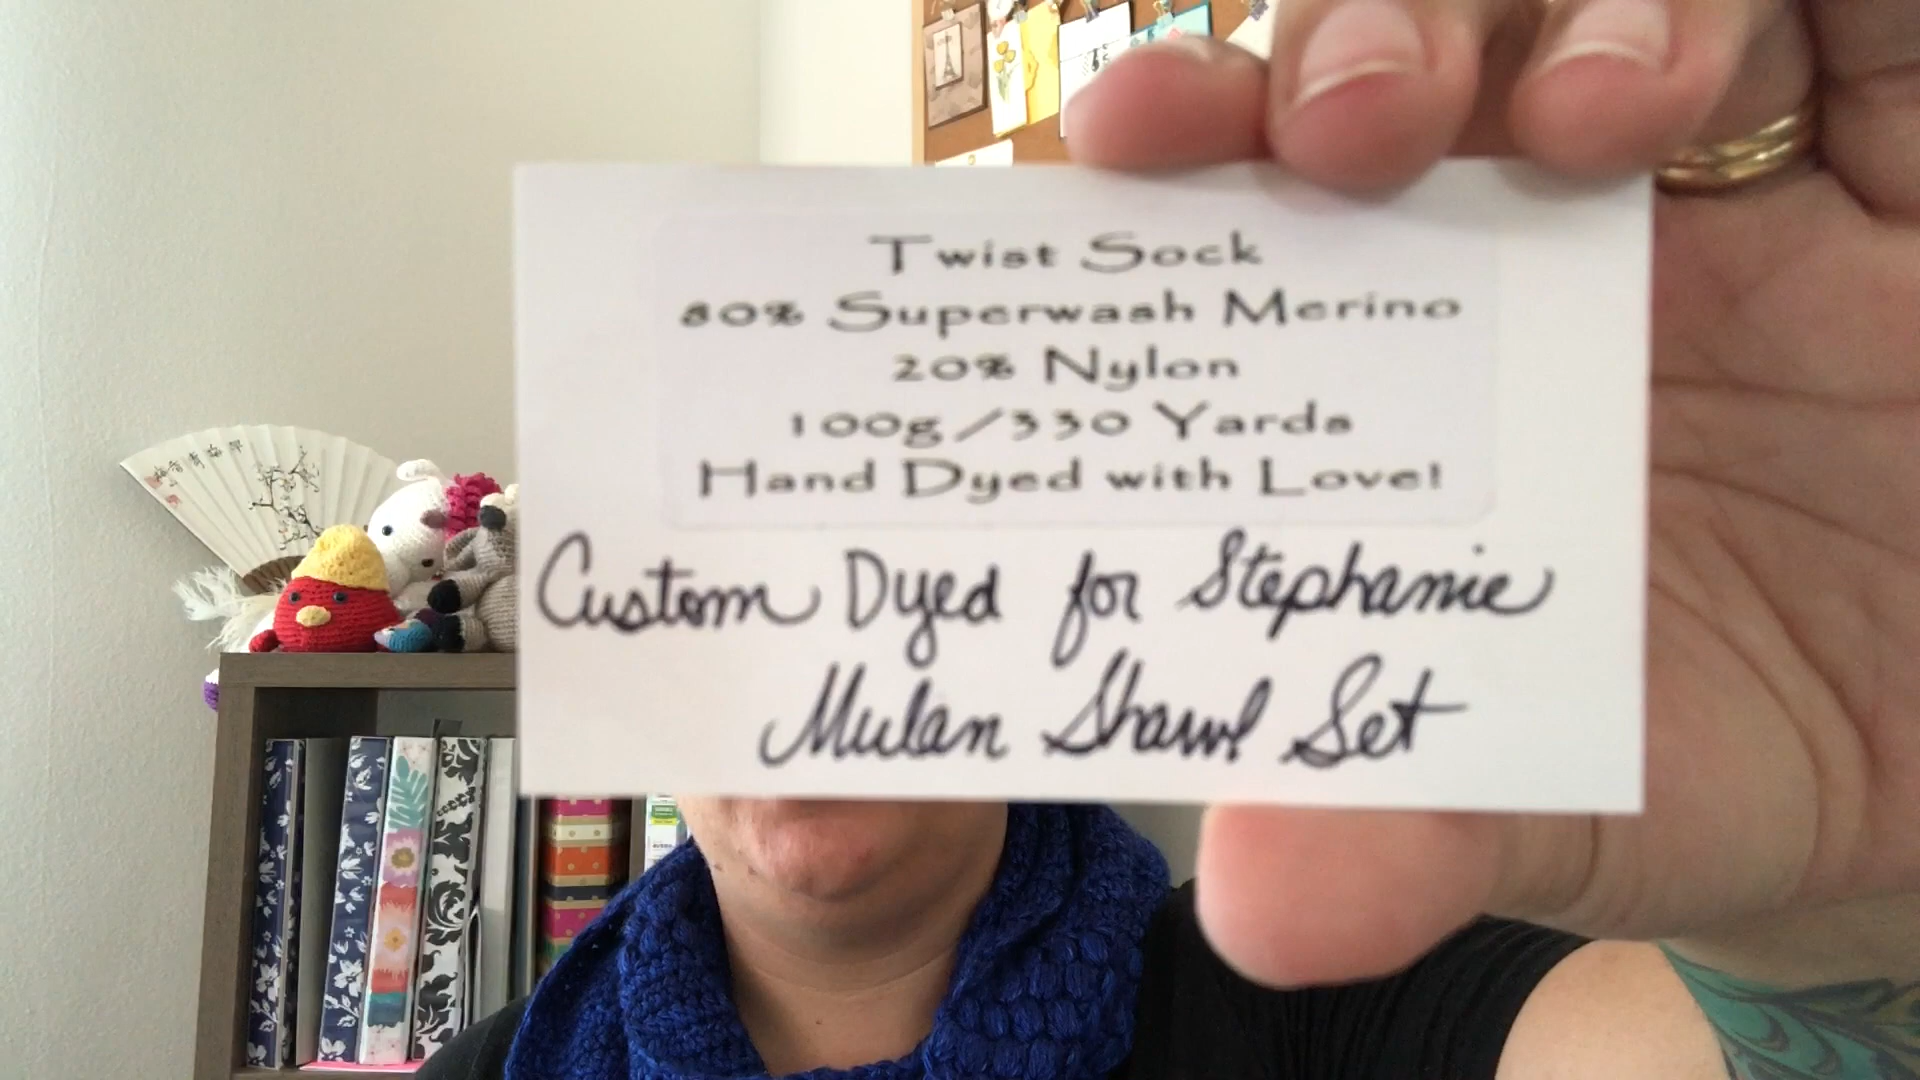 Twist Sock
80% Superwash Merino
20% Nylon
100g/330 Yards
Hand Dyed with Love!
Custom Dyed for Stephanie
Mulan Shawl Set